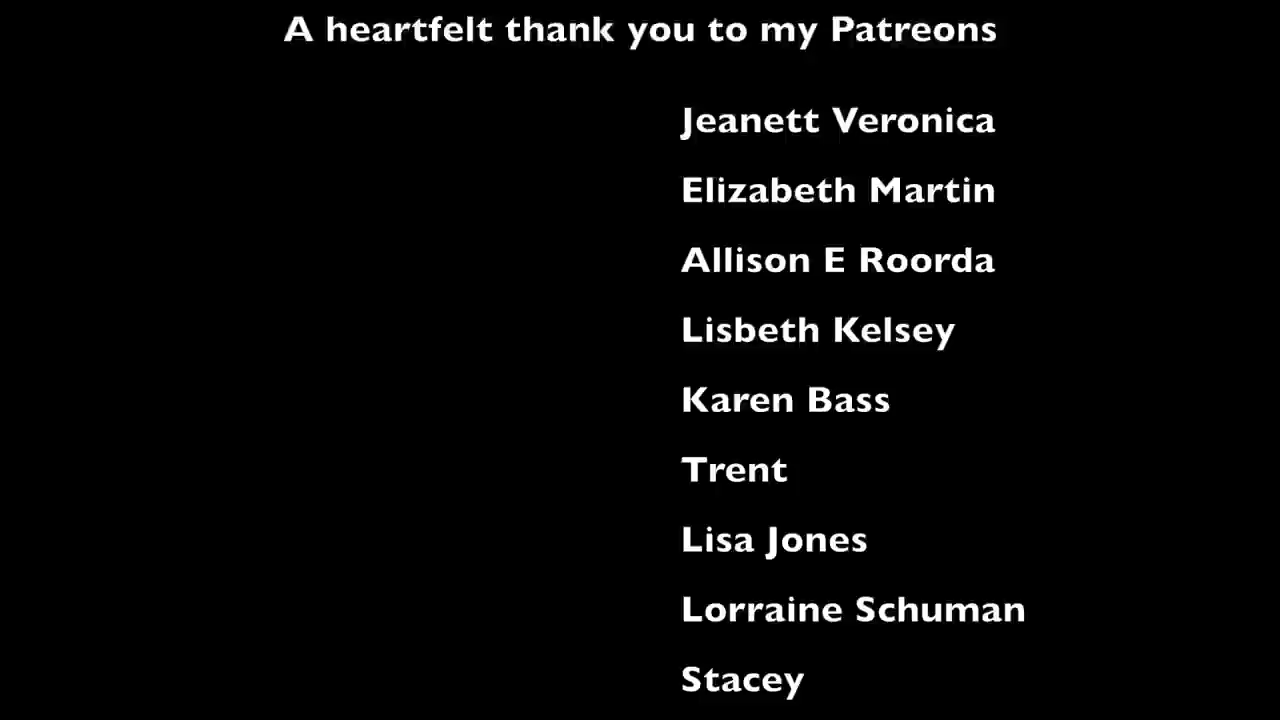 A heartfelt thank you to my Patreons
Jeanett Veronica
Elizabeth Martin
Allison E Roorda
Lisbeth Kelsey
Karen Bass
Trent
Lisa Jones
Lorraine Schuman
Stacey